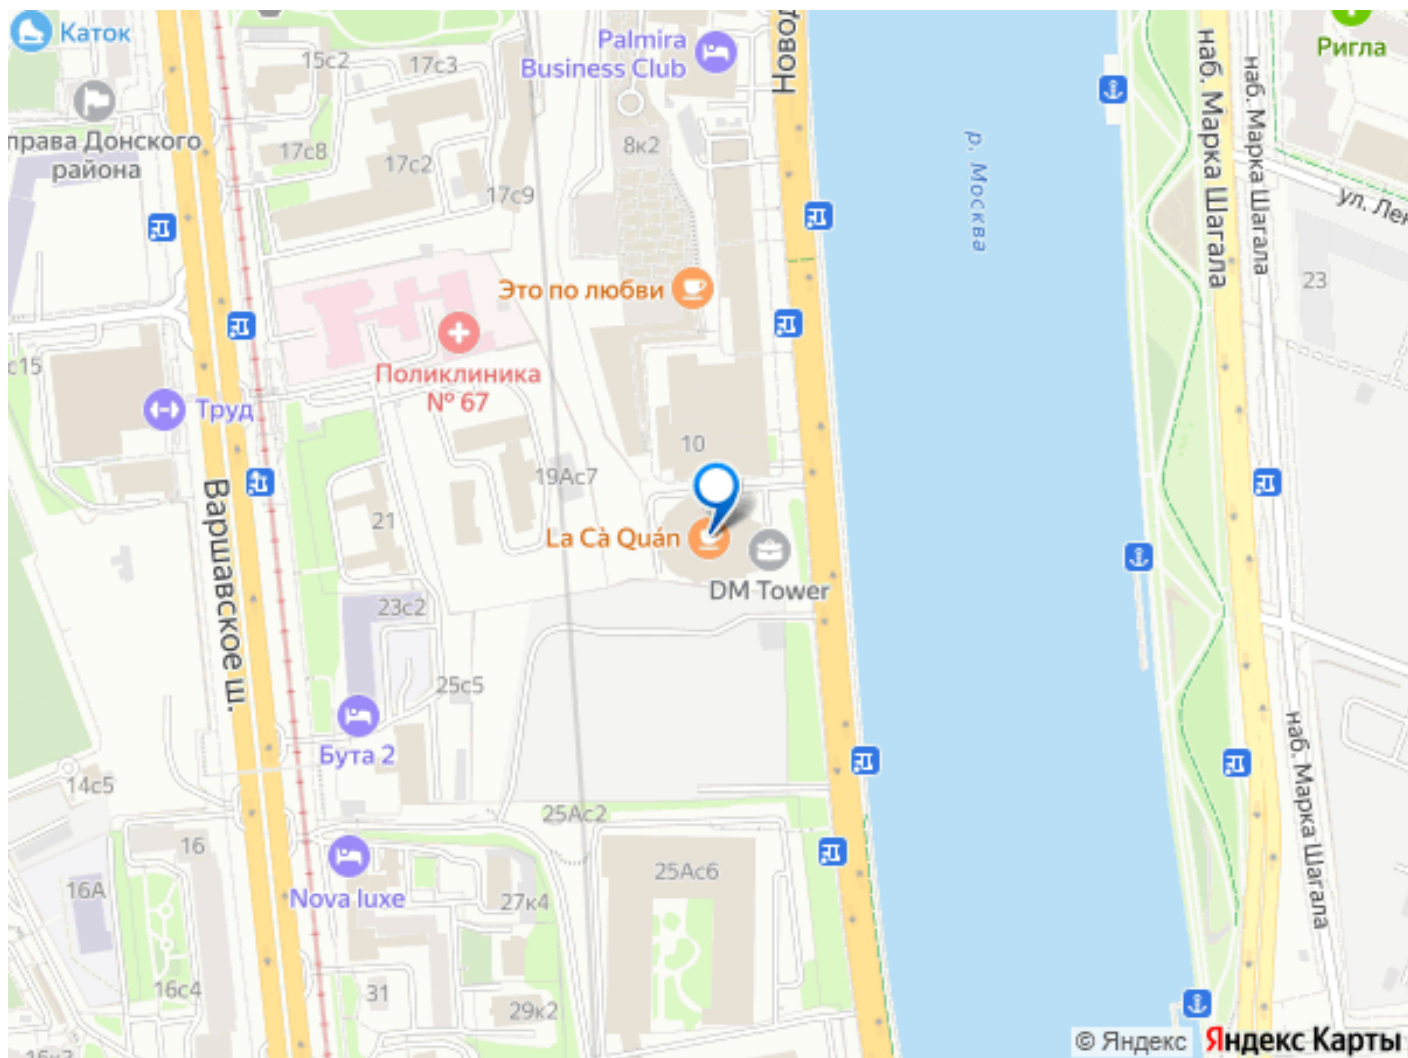 Каток
Palmira
Business Club
Новод
наб. Марка Шагала
наб. Марка Шагала
Ригла
15с2
17с3
права Донского
района
17с8
17с2
8к2
17с9
р. Москва
ул. Лен
23
Это по любви
с15
Поликлиника
№ 67
Труд
10
19Ас7
Варшавское ш.
21
La Cà Quán
DM Tower
23с2
25с5
Бута 2
наб. Марка Шагала
14с5
25Ас2
16
25Ас6
16А
Nova luxe
27к4
16с4
31
29к2
© Яндекс
Яндекс Карты